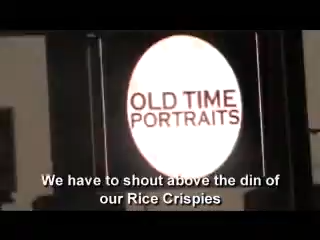 OLD TIME
PORTRAITS
We have to shout above the din of
our Rice Crispies